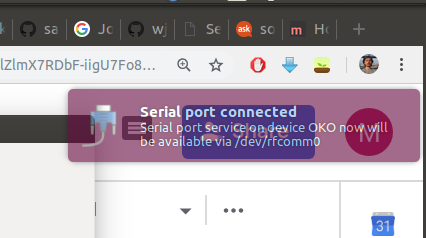 sa
Jo
wj
Se
so
Ho
lZlmX7RDbF-iigU7Fo8...
Serial port connected
Serial port service on device OKO now will
be available via /dev/rfcomm0
Share
M
31